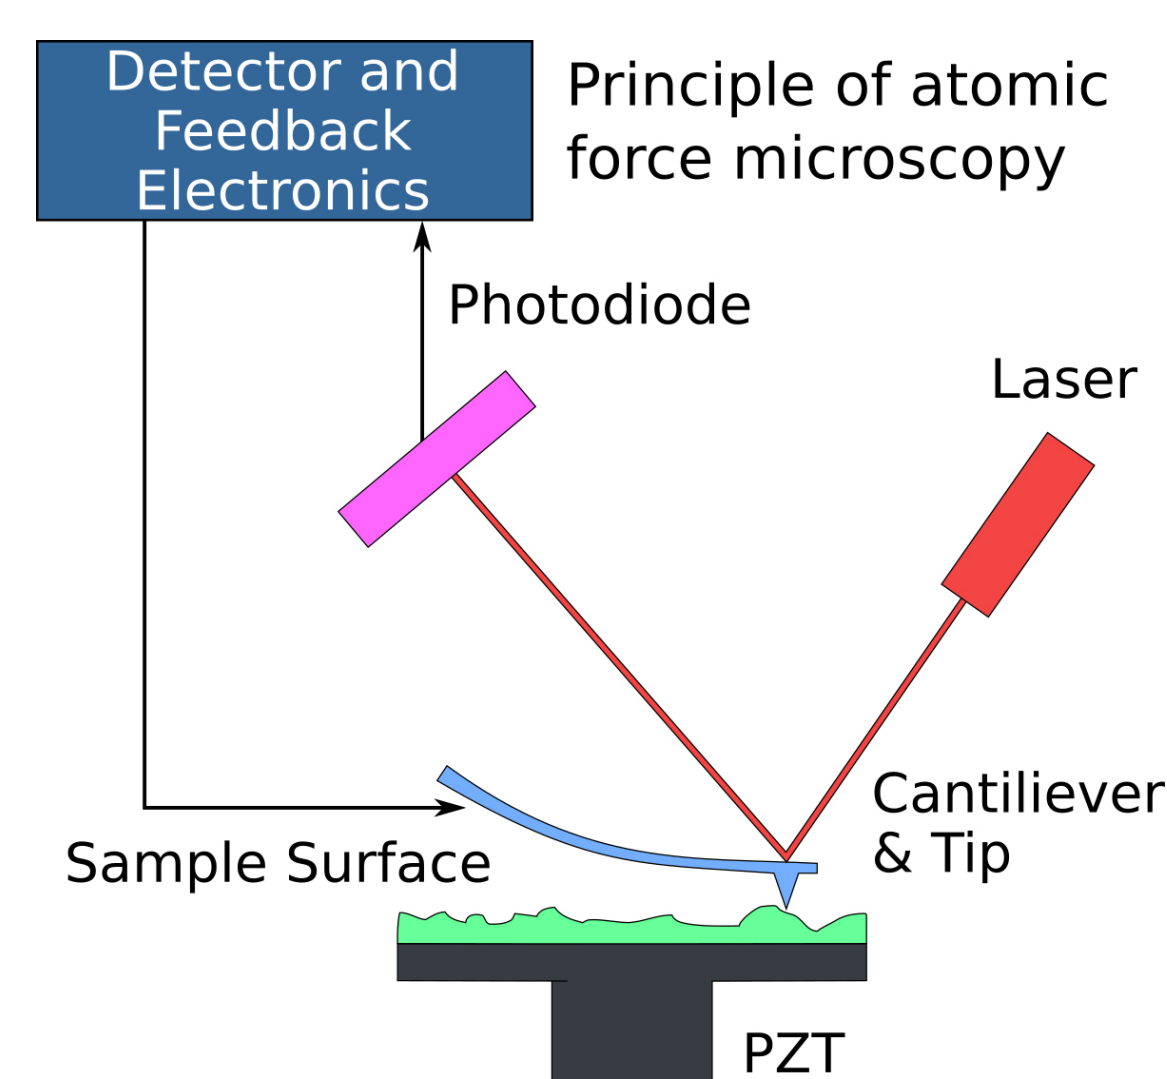 Detector and
Feedback
Electronics
Principle of atomic
force microscopy
Photodiode
Laser
Cantiliever
& Tip
Sample Surface
PZT